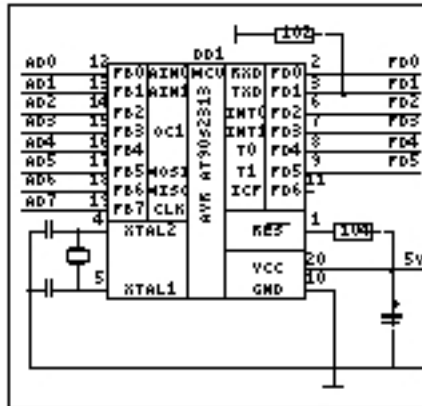 DD1
102
AD0 12 PB0 AIN0 MCU RXD PD0 2 PD0
AD1 13 PB1 AIN1 TXD PD1 3 PD1
AD2 14 PB2 INT0 PD2 6 PD2
AD3 15 PB3 OC1 INT1 PD3 7 PD3
AD4 16 PB4 T0 PD4 8 PD4
AD5 17 PB5 MOSI T1 PD5 9 PD5
AD6 18 PB6 MISO ICP PD6 11
AD7 19 PB7 CLK
AVR AT90S2313
4 XTAL2 RES 1 104
VCC 20 5V
5 XTAL1 GND 10